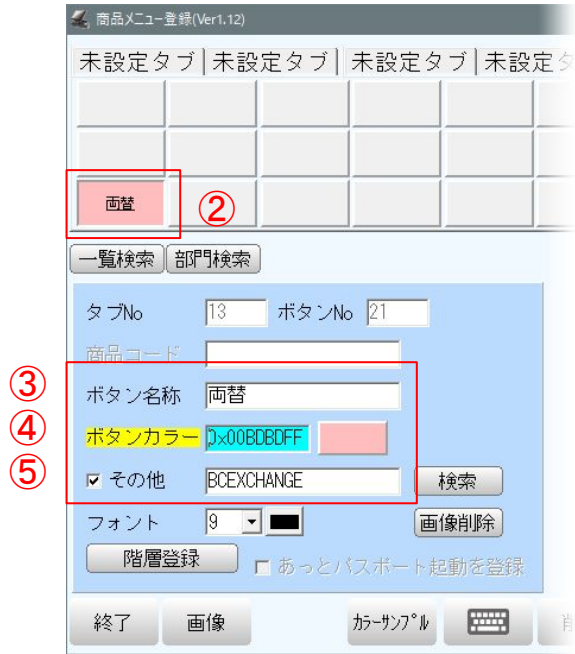 商品メニュー登録(Ver1.12)
未設定タブ 未設定タブ 未設定タブ 未設定タ
両替
②
一覧検索 部門検索
タブNo 13 ボタンNo 21
商品コード
③ ボタン名称 両替
④ ボタンカラー 0x00BDBDFF
⑤ その他 BCEXCHANGE 検索
フォント 9 画像削除
階層登録 あっとパスポート起動を登録
終了 画像 ｶﾗｰｻﾝﾌﾟﾙ